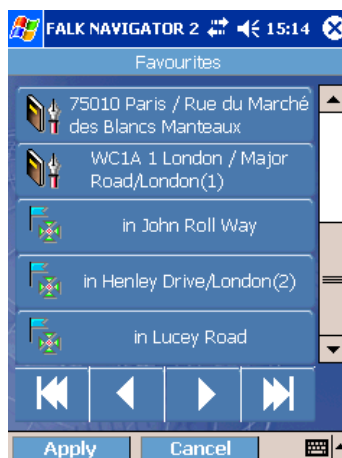 FALK NAVIGATOR 2 15:14
Favourites
75010 Paris / Rue du Marché
des Blancs Manteaux
WC1A 1 London / Major
Road/London(1)
in John Roll Way
in Henley Drive/London(2)
in Lucey Road
Apply Cancel